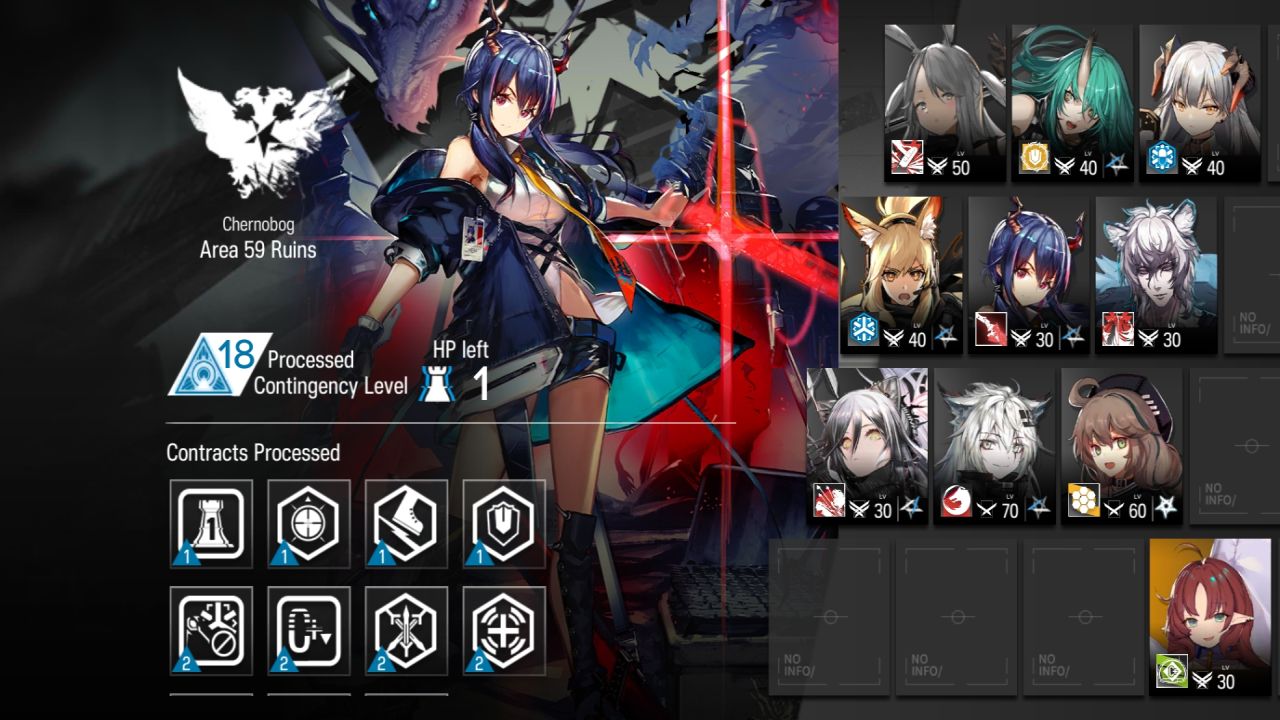 Chernobog
Area 59 Ruins
18
Processed
Contingency Level
HP left
1
Contracts Processed
1
1
1
1
1
2
2
2
2
LV
50
LV
40
LV
40
LV
40
LV
30
LV
30
NO
INFO/
LV
30
LV
70
LV
60
NO
INFO/
NO
INFO/
NO
INFO/
NO
INFO/
LV
30